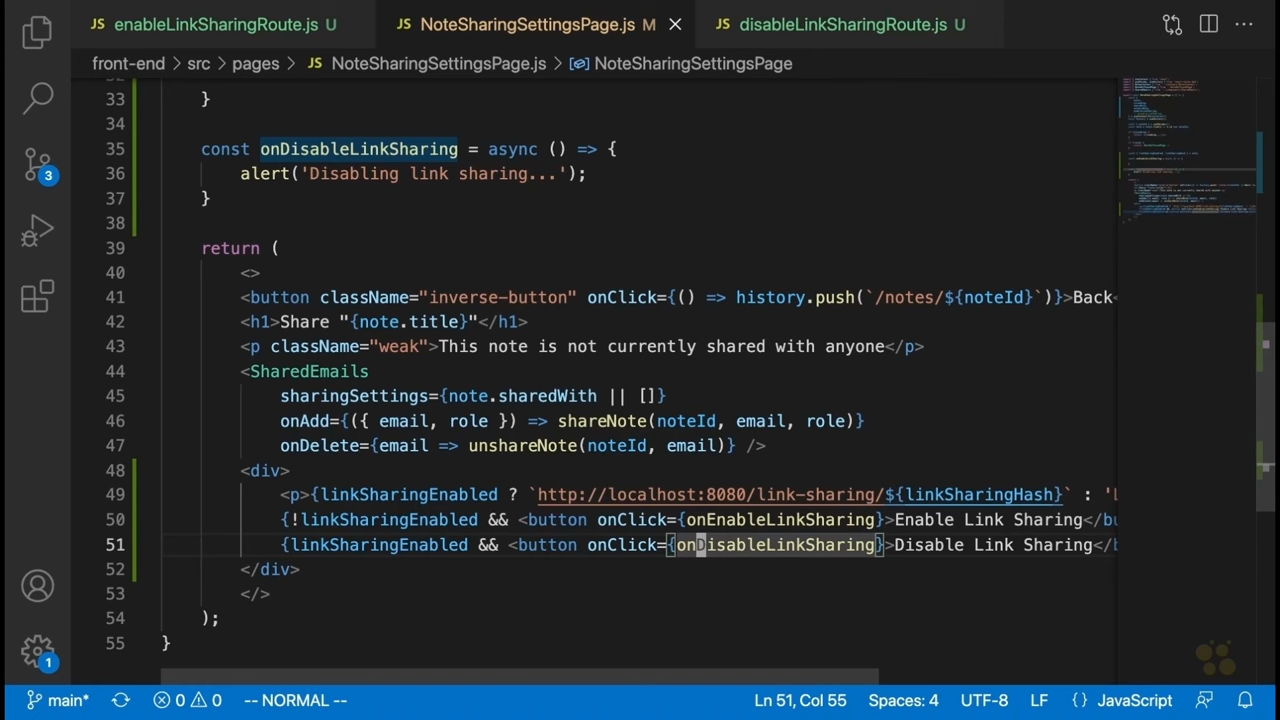 JS enableLinkSharingRoute.js U
JS NoteSharingSettingsPage.js M
JS disableLinkSharingRoute.js U
front-end > src > pages > JS NoteSharingSettingsPage.js > NoteSharingSettingsPage
33 }
34
35 const onDisableLinkSharing = async () => {
36 alert('Disabling link sharing...');
37 }
38
39 return (
40 <>
41 <button className="inverse-button" onClick={() => history.push(`/notes/${noteId}`)}>Back<
42 <h1>Share "{note.title}"</h1>
43 <p className="weak">This note is not currently shared with anyone</p>
44 <SharedEmails
45 sharingSettings={note.sharedWith || []}
46 onAdd={({ email, role }) => shareNote(noteId, email, role)}
47 onDelete={email => unshareNote(noteId, email)} />
48 <div>
49 <p>{linkSharingEnabled ? `http://localhost:8080/link-sharing/${linkSharingHash}` : '
50 {!linkSharingEnabled && <button onClick={onEnableLinkSharing}>Enable Link Sharing</bu
51 {linkSharingEnabled && <button onClick={onDisableLinkSharing}>Disable Link Sharing</b
52 </div>
53 </>
54 );
55 }
3
1
main* 0 0 -- NORMAL -- Ln 51, Col 55 Spaces: 4 UTF-8 LF {} JavaScript